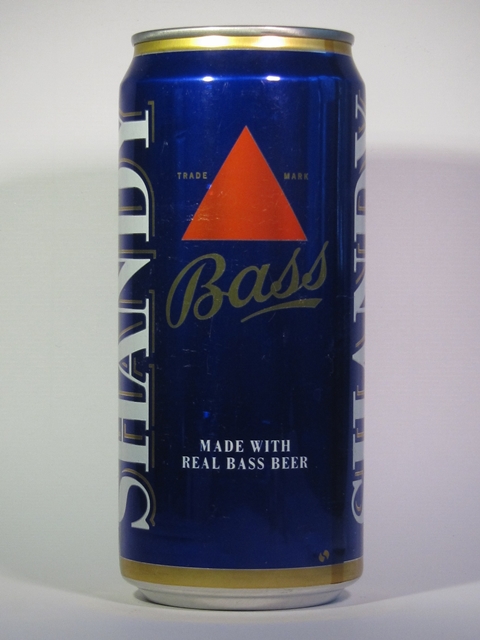 SHANDY
TRADE MARK
Bass
MADE WITH
REAL BASS BEER
SHANDY